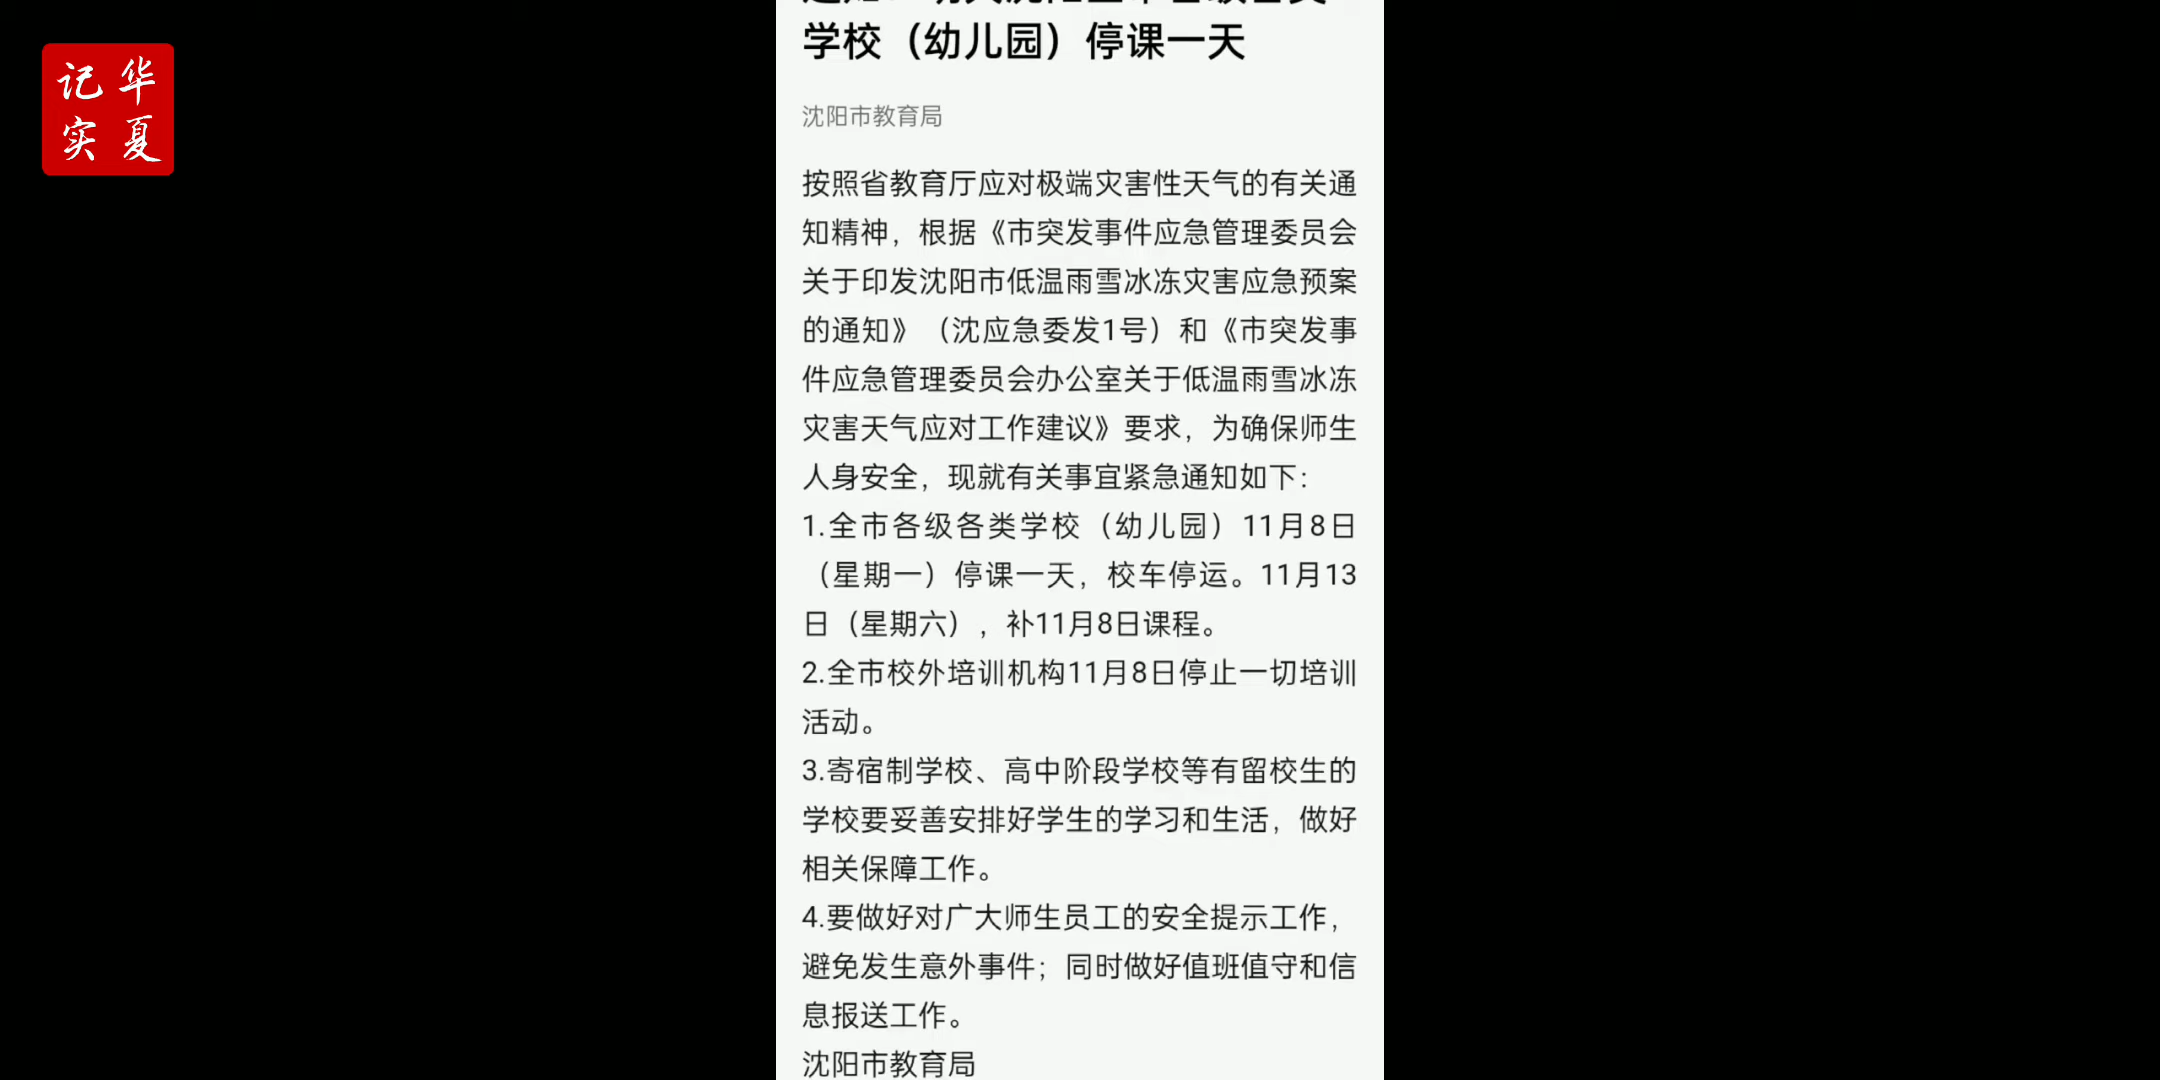 华夏
记实
学校（幼儿园）停课一天
沈阳市教育局
按照省教育厅应对极端灾害性天气的有关通
知精神，根据《市突发事件应急管理委员会
关于印发沈阳市低温雨雪冰冻灾害应急预案
的通知》（沈应急委发1号）和《市突发事
件应急管理委员会办公室关于低温雨雪冰冻
灾害天气应对工作建议》要求，为确保师生
人身安全，现就有关事宜紧急通知如下：
1.全市各级各类学校（幼儿园）11月8日
（星期一）停课一天，校车停运。11月13
日（星期六），补11月8日课程。
2.全市校外培训机构11月8日停止一切培训
活动。
3.寄宿制学校、高中阶段学校等有留校生的
学校要妥善安排好学生的学习和生活，做好
相关保障工作。
4.要做好对广大师生员工的安全提示工作，
避免发生意外事件；同时做好值班值守和信
息报送工作。
沈阳市教育局